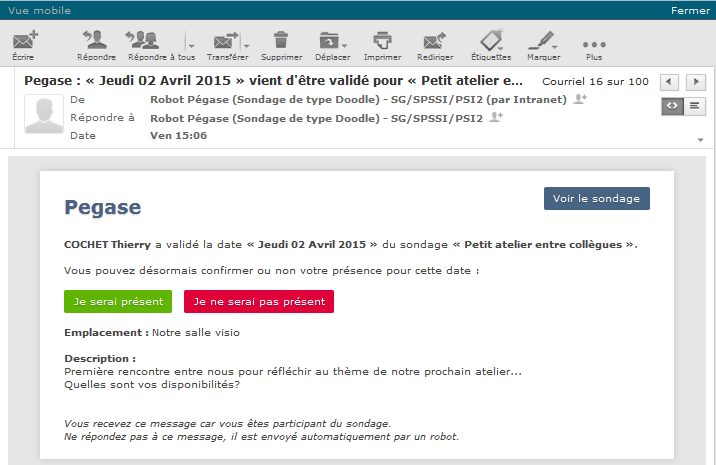 Vue mobile Fermer
Écrire Répondre Répondre à tous Transférer Supprimer Déplacer Imprimer Rediriger Étiquettes Marquer Plus
Pegase : « Jeudi 02 Avril 2015 » vient d'être validé pour « Petit atelier e... Courriel 16 sur 100
De Robot Pégase (Sondage de type Doodle) - SG/SPSSI/PSI2 (par Intranet)
Répondre à Robot Pégase (Sondage de type Doodle) - SG/SPSSI/PSI2
Date Ven 15:06
Pegase Voir le sondage
COCHET Thierry a validé la date « Jeudi 02 Avril 2015 » du sondage « Petit atelier entre collègues ».
Vous pouvez désormais confirmer ou non votre présence pour cette date :
Je serai présent Je ne serai pas présent
Emplacement : Notre salle visio
Description :
Première rencontre entre nous pour réfléchir au thème de notre prochain atelier...
Quelles sont vos disponibilités?
Vous recevez ce message car vous êtes participant du sondage.
Ne répondez pas à ce message, il est envoyé automatiquement par un robot.